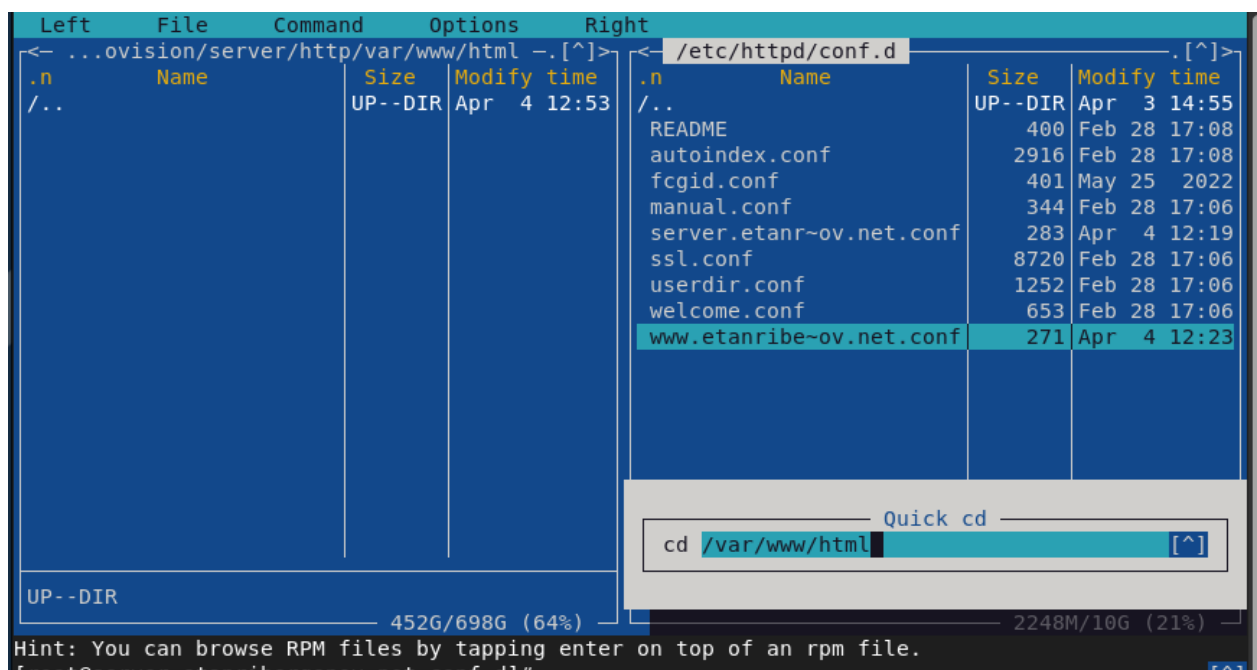 Left File Command Options Right
<— ...ovision/server/http/var/www/html —.[^]>
.n Name Size Modify time
/.. UP--DIR Apr 4 12:53
UP--DIR
452G/698G (64%)
<— /etc/httpd/conf.d .[^]>
.n Name Size Modify time
/.. UP--DIR Apr 3 14:55
README 400 Feb 28 17:08
autoindex.conf 2916 Feb 28 17:08
fcgid.conf 401 May 25 2022
manual.conf 344 Feb 28 17:06
server.etanr~ov.net.conf 283 Apr 4 12:19
ssl.conf 8720 Feb 28 17:06
userdir.conf 1252 Feb 28 17:06
welcome.conf 653 Feb 28 17:06
www.etanribe~ov.net.conf 271 Apr 4 12:23
Quick cd
cd /var/www/html [^]
2248M/10G (21%)
Hint: You can browse RPM files by tapping enter on top of an rpm file.